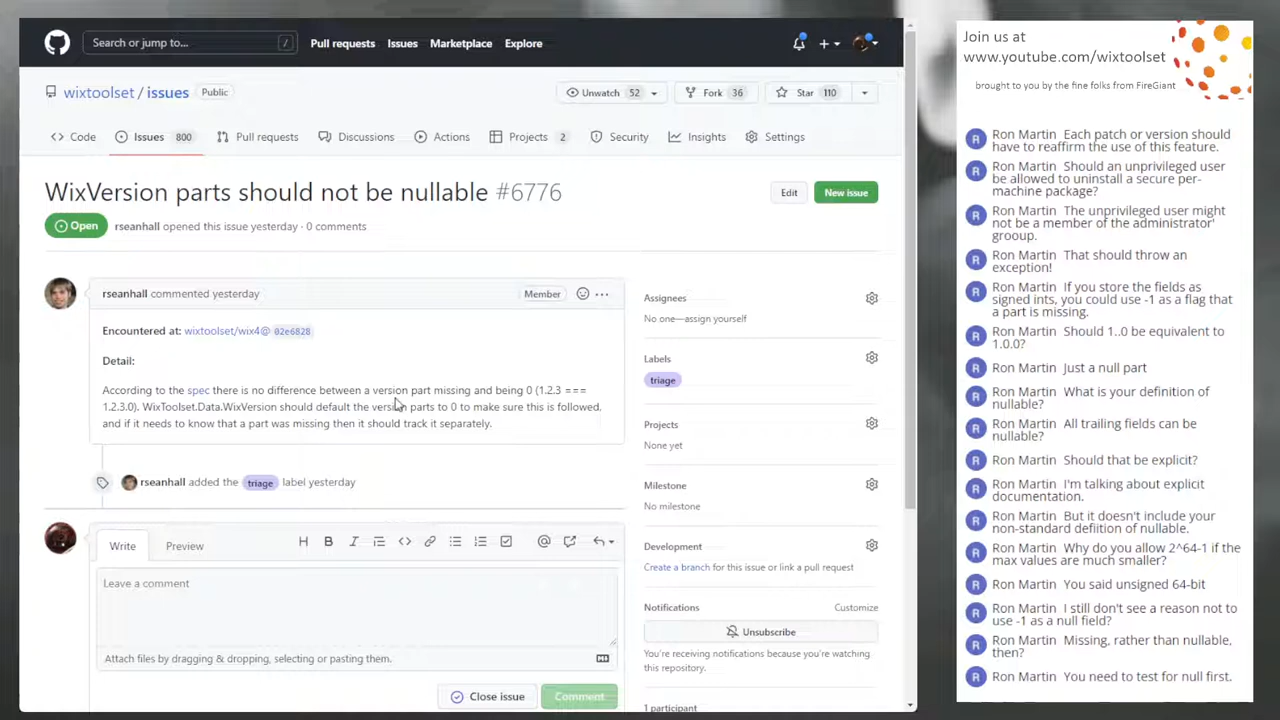 Search or jump to...
/
Pull requests
Issues
Marketplace
Explore
wixtoolset / issues
Public
Unwatch 52
Fork 36
Star 110
Code
Issues 800
Pull requests
Discussions
Actions
Projects 2
Security
Insights
Settings
WixVersion parts should not be nullable #6776
Edit
New issue
Open
rseanhall opened this issue yesterday · 0 comments
rseanhall commented yesterday
Member
Encountered at: wixtoolset/wix4@ 02e6828
Detail:
According to the spec there is no difference between a version part missing and being 0 (1.2.3 ===
1.2.3.0). WixToolset.Data.WixVersion should default the version parts to 0 to make sure this is followed,
and if it needs to know that a part was missing then it should track it separately.
rseanhall added the triage label yesterday
Write
Preview
Leave a comment
Attach files by dragging & dropping, selecting or pasting them.
Close issue
Comment
Assignees
No one—assign yourself
Labels
triage
Projects
None yet
Milestone
No milestone
Development
Create a branch for this issue or link a pull request
Notifications
Customize
Unsubscribe
You're receiving notifications because you're watching
this repository.
1 participant
Join us at
www.youtube.com/wixtoolset
brought to you by the fine folks from FireGiant
R Ron Martin Each patch or version should
have to reaffirm the use of this feature.
R Ron Martin Should an unprivileged user
be allowed to uninstall a secure per-
machine package?
R Ron Martin The unprivileged user might
not be a member of the administrator'
grooup.
R Ron Martin That should throw an
exception!
R Ron Martin If you store the fields as
signed ints, you could use -1 as a flag that
a part is missing.
R Ron Martin Should 1..0 be equivalent to
1.0.0?
R Ron Martin Just a null part
R Ron Martin What is your definition of
nullable?
R Ron Martin All trailing fields can be
nullable?
R Ron Martin Should that be explicit?
R Ron Martin I'm talking about explicit
documentation.
R Ron Martin But it doesn't include your
non-standard defiition of nullable.
R Ron Martin Why do you allow 2^64-1 if the
max values are much smaller?
R Ron Martin You said unsigned 64-bit
R Ron Martin I still don't see a reason not to
use -1 as a null field?
R Ron Martin Missing, rather than nullable,
then?
R Ron Martin You need to test for null first.